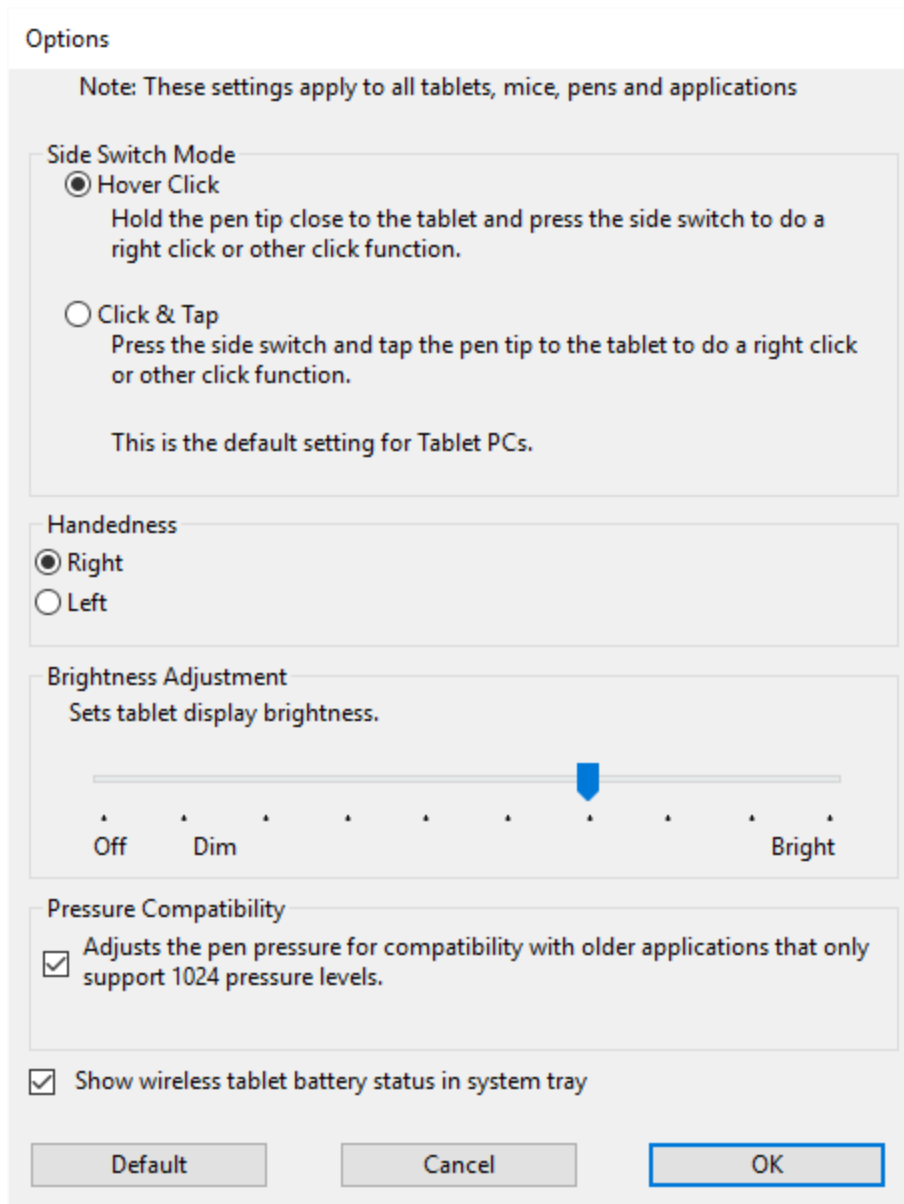 Options
Note: These settings apply to all tablets, mice, pens and applications
Side Switch Mode
Hover Click
Hold the pen tip close to the tablet and press the side switch to do a
right click or other click function.
Click & Tap
Press the side switch and tap the pen tip to the tablet to do a right click
or other click function.
This is the default setting for Tablet PCs.
Handedness
Right
Left
Brightness Adjustment
Sets tablet display brightness.
Off Dim Bright
Pressure Compatibility
Adjusts the pen pressure for compatibility with older applications that only
support 1024 pressure levels.
Show wireless tablet battery status in system tray
Default Cancel OK